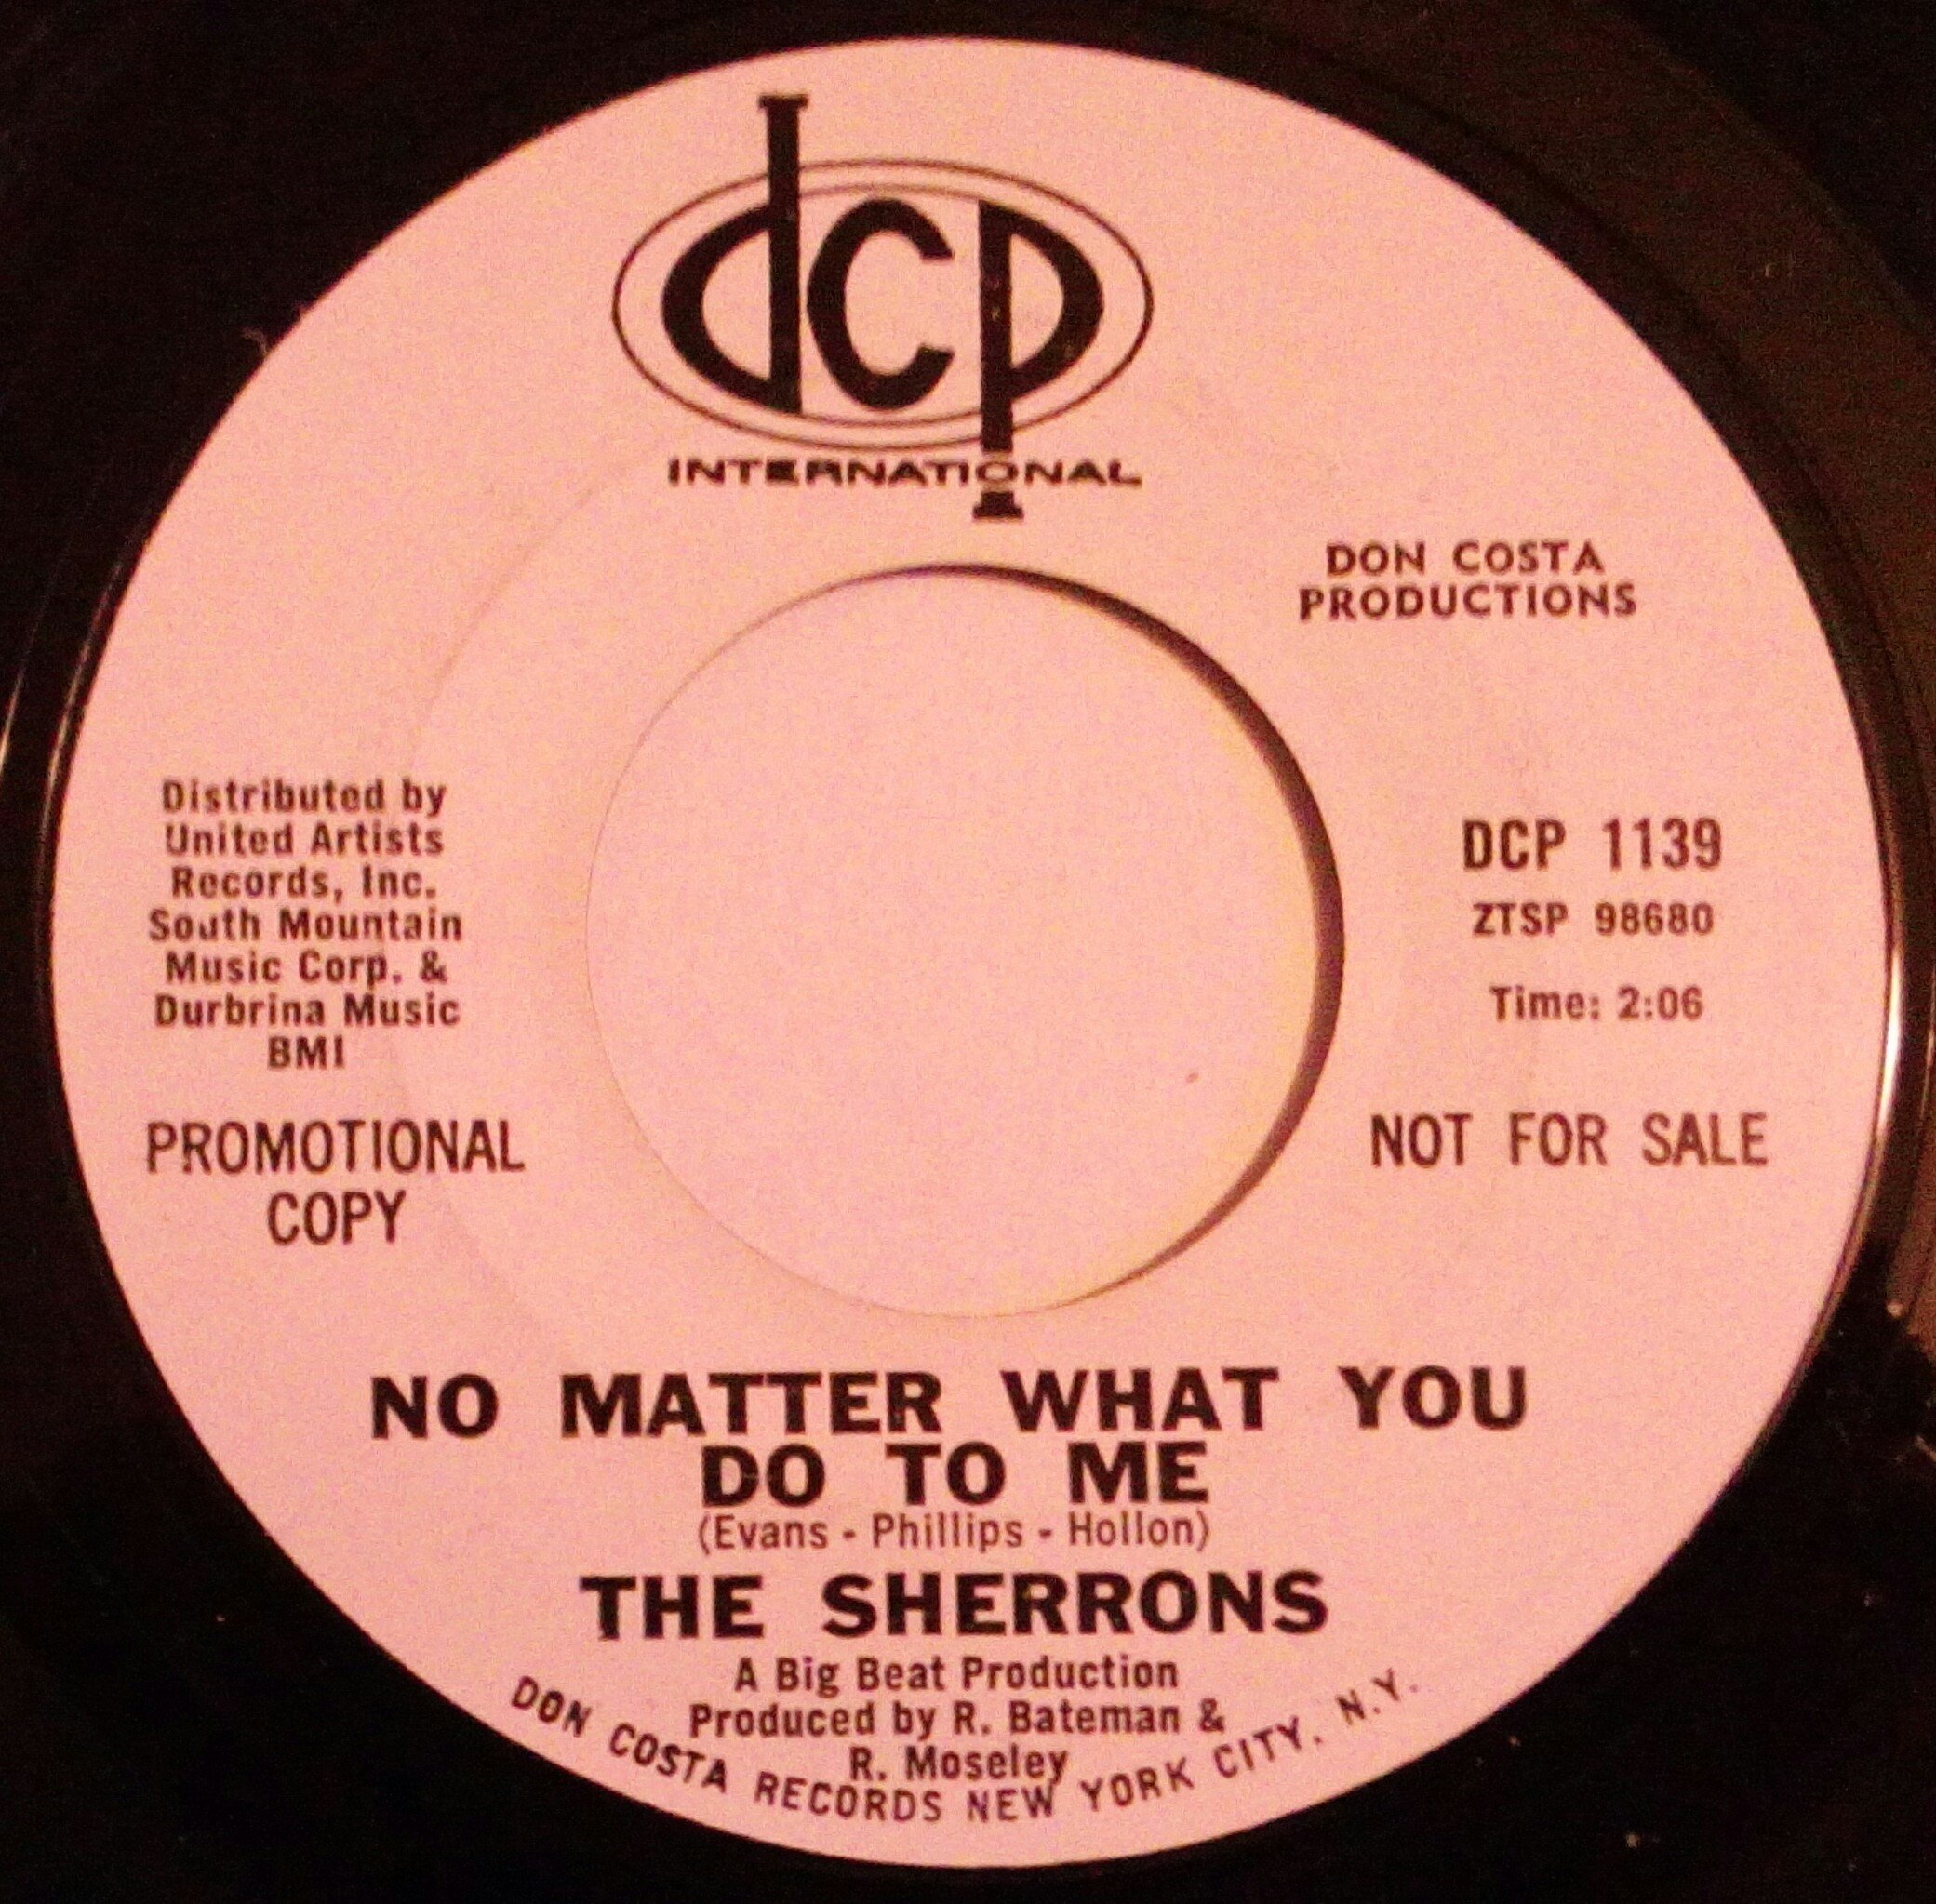 dcp
INTERNATIONAL
DON COSTA
PRODUCTIONS
Distributed by
United Artists
Records, Inc.
South Mountain
Music Corp. &
Durbrina Music
BMI
PROMOTIONAL
COPY
DCP 1139
ZTSP 98680
Time: 2:06
NOT FOR SALE
NO MATTER WHAT YOU
DO TO ME
(Evans - Phillips - Hollon)
THE SHERRONS
A Big Beat Production
Produced by R. Bateman &
R. Moseley
DON COSTA RECORDS NEW YORK CITY, N.Y.